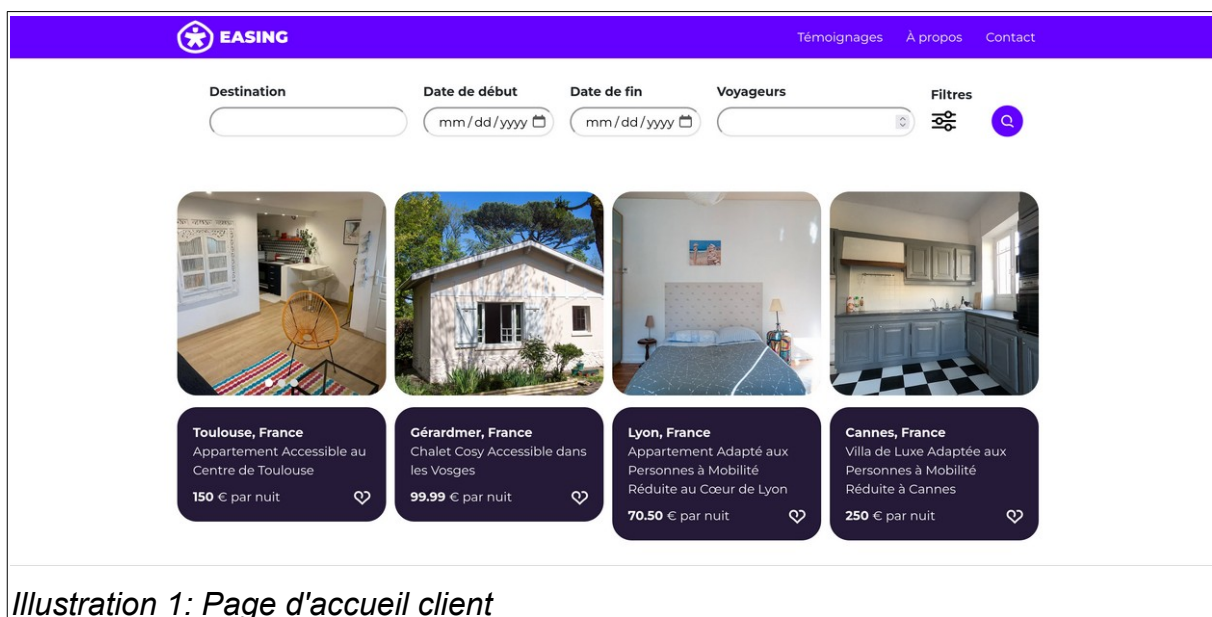 EASING
Témoignages À propos Contact
Destination Date de début Date de fin Voyageurs Filtres
mm/dd/yyyy mm/dd/yyyy
Toulouse, France
Appartement Accessible au
Centre de Toulouse
150 € par nuit
Gérardmer, France
Chalet Cosy Accessible dans
les Vosges
99.99 € par nuit
Lyon, France
Appartement Adapté aux
Personnes à Mobilité
Réduite au Cœur de Lyon
70.50 € par nuit
Cannes, France
Villa de Luxe Adaptée aux
Personnes à Mobilité
Réduite à Cannes
250 € par nuit
Illustration 1: Page d'accueil client